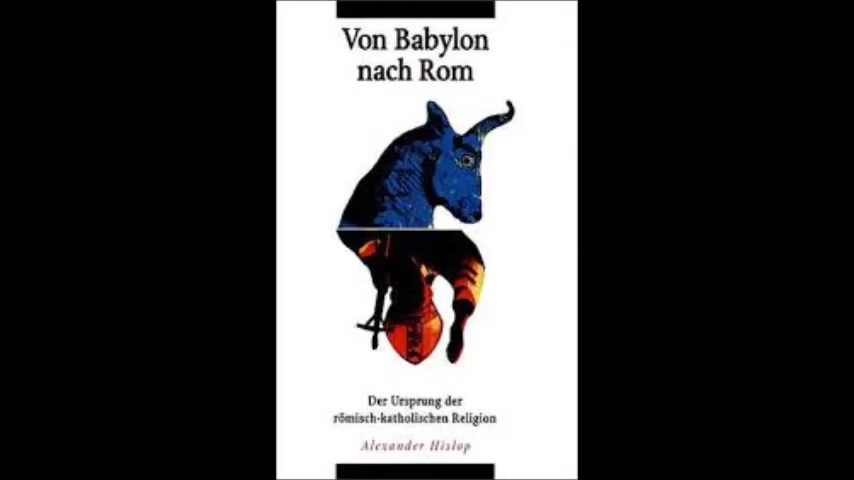 Von Babylon
nach Rom
Der Ursprung der
römisch-katholischen Religion
Alexander Hislop